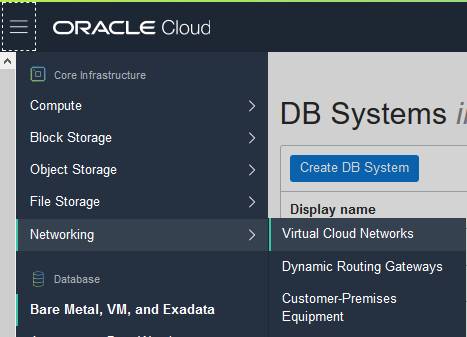 ORACLE Cloud
Core Infrastructure
Compute
Block Storage
Object Storage
File Storage
Networking
Database
Bare Metal, VM, and Exadata
DB Systems
Create DB System
Display name
Virtual Cloud Networks
Dynamic Routing Gateways
Customer-Premises
Equipment